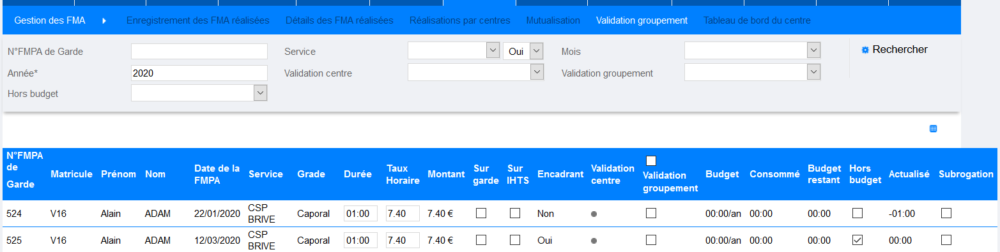 Gestion des FMA Enregistrement des FMA réalisées Détails des FMA réalisées Réalisations par centres Mutualisation Validation groupement Tableau de bord du centre
N°FMPA de Garde Service Oui Mois Rechercher
Année* 2020 Validation centre Validation groupement
Hors budget
N°FMPA de Garde Matricule Prénom Nom Date de la FMPA Service Grade Durée Taux Horaire Montant Sur garde Sur IHTS Encadrant Validation centre Validation groupement Budget Consommé Budget restant Hors budget Actualisé Subrogation
524 V16 Alain ADAM 22/01/2020 CSP BRIVE Caporal 01:00 7.40 7.40 € Non 00:00/an 00:00 00:00 -01:00
525 V16 Alain ADAM 12/03/2020 CSP BRIVE Caporal 01:00 7.40 7.40 € Oui 00:00/an 00:00 00:00 00:00